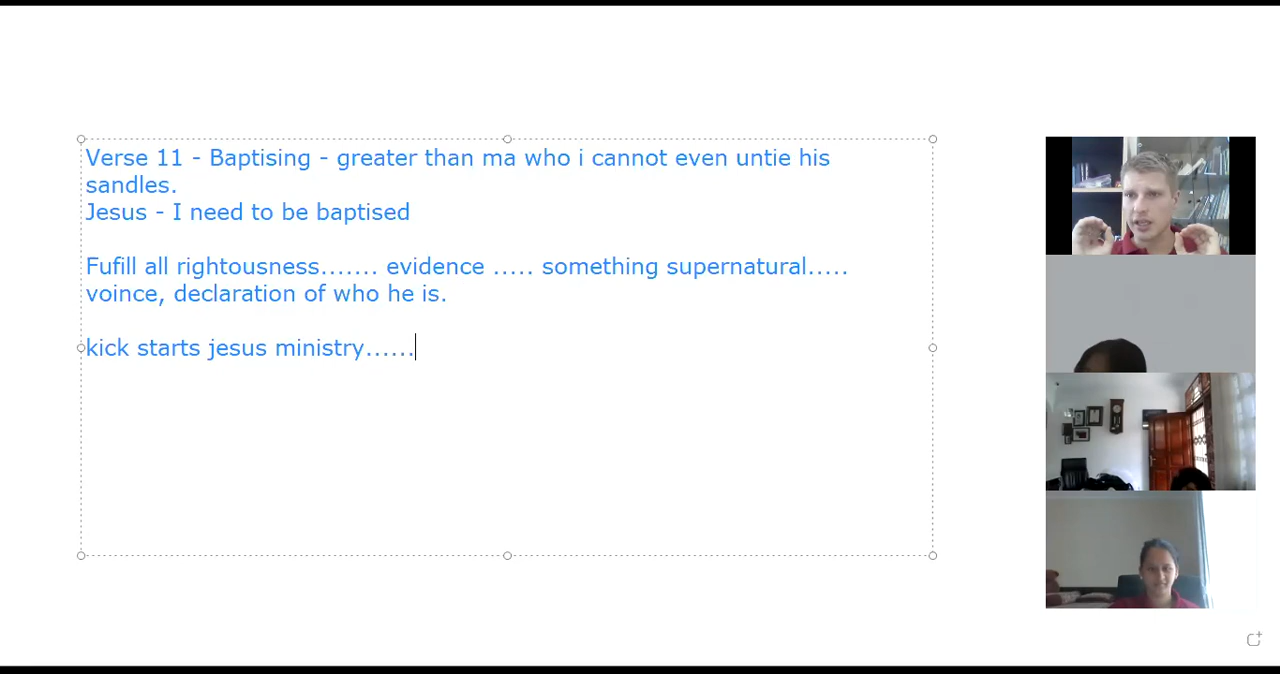 Verse 11 - Baptising - greater than ma who i cannot even untie his
sandles.
Jesus - I need to be baptised
Fufill all rightousness....... evidence ..... something supernatural.....
voince, declaration of who he is.
kick starts jesus ministry......